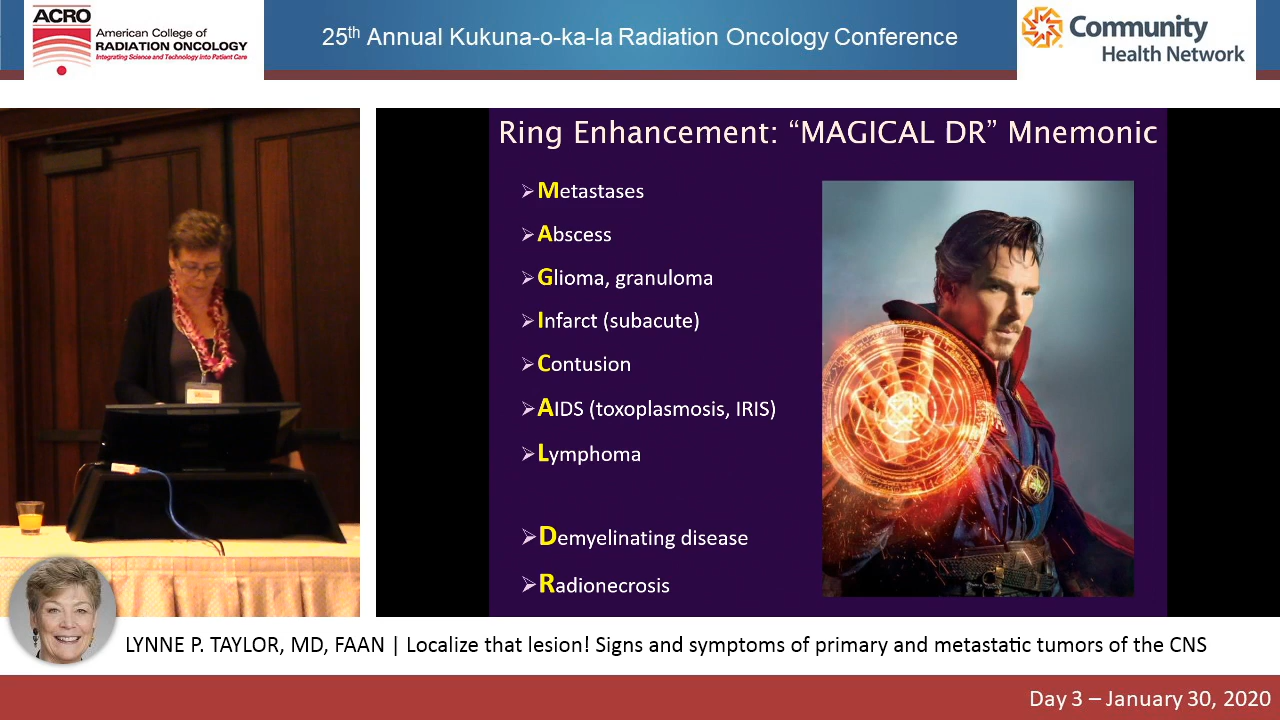 ACRO
American College of
RADIATION ONCOLOGY
Integrating Science and Technology Into Patient Care
25th Annual Kukuna-o-ka-la Radiation Oncology Conference
Community
Health Network
Ring Enhancement: “MAGICAL DR” Mnemonic
➢Metastases
➢Abscess
➢Glioma, granuloma
➢Infarct (subacute)
➢Contusion
➢AIDS (toxoplasmosis, IRIS)
➢Lymphoma
➢Demyelinating disease
➢Radionecrosis
LYNNE P. TAYLOR, MD, FAAN | Localize that lesion! Signs and symptoms of primary and metastatic tumors of the CNS
Day 3 – January 30, 2020